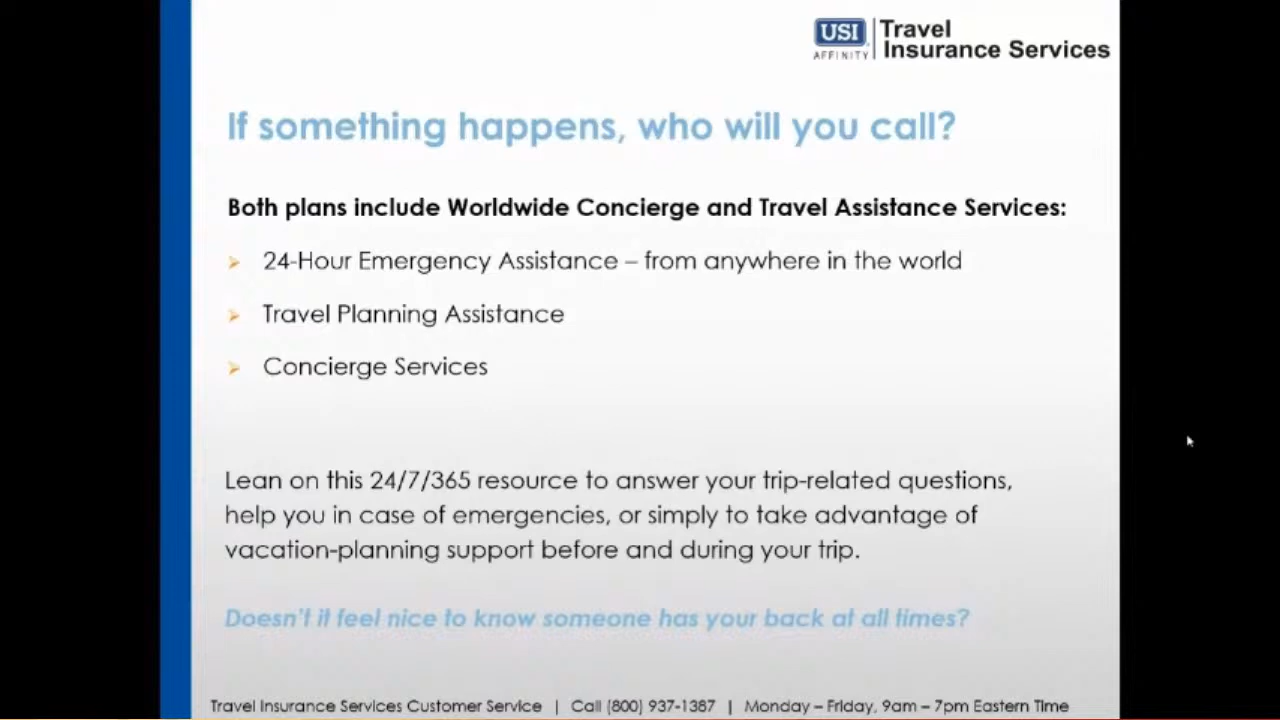 USI
AFFINITY
Travel
Insurance Services
If something happens, who will you call?
Both plans include Worldwide Concierge and Travel Assistance Services:
24-Hour Emergency Assistance – from anywhere in the world
Travel Planning Assistance
Concierge Services
Lean on this 24/7/365 resource to answer your trip-related questions,
help you in case of emergencies, or simply to take advantage of
vacation-planning support before and during your trip.
Doesn't it feel nice to know someone has your back at all times?
Travel Insurance Services Customer Service | Call (800) 937-1387 | Monday – Friday, 9am – 7pm Eastern Time